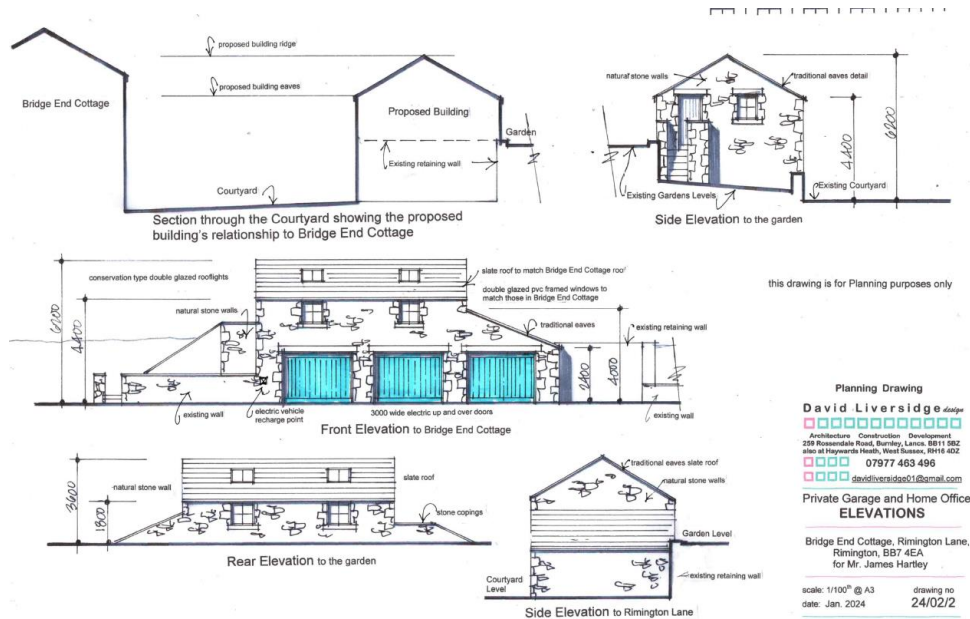 proposed building ridge
proposed building eaves
Bridge End Cottage
Proposed Building
Garden
Existing retaining wall
Courtyard
Section through the Courtyard showing the proposed
building's relationship to Bridge End Cottage
natural stone walls
traditional eaves detail
4400
6200
Existing Courtyard
Existing Gardens Levels
Side Elevation to the garden
conservation type double glazed rooflights
slate roof to match Bridge End Cottage roof
double glazed pvc framed windows to
match those in Bridge End Cottage
natural stone walls
traditional eaves
existing retaining wall
6200
4400
2400
4000
existing wall
electric vehicle
recharge point
3000 wide electric up and over doors
existing wall
Front Elevation to Bridge End Cottage
this drawing is for Planning purposes only
natural stone wall
slate roof
stone copings
3600
1800
Rear Elevation to the garden
traditional eaves slate roof
natural stone walls
Garden Level
Courtyard
Level
existing retaining wall
Side Elevation to Rimington Lane
Planning Drawing
David Liversidge design
Architecture Construction Development
259 Rossendale Road, Burnley, Lancs. BB11 5BZ
also at Haywards Heath, West Sussex, RH16 4DZ
07977 463 496
davidliversidge01@gmail.com
Private Garage and Home Office
ELEVATIONS
Bridge End Cottage, Rimington Lane,
Rimington, BB7 4EA
for Mr. James Hartley
scale: 1/100th @ A3
drawing no
date: Jan. 2024
24/02/2